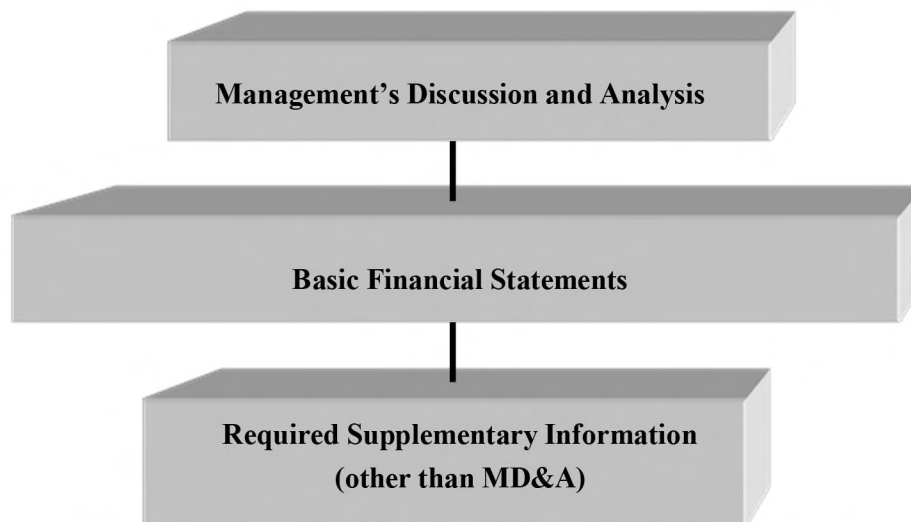 Management’s Discussion and Analysis
Basic Financial Statements
Required Supplementary Information
(other than MD&A)